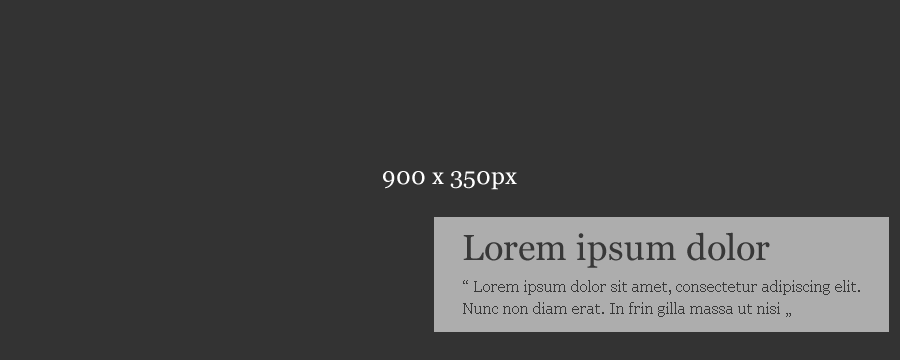 900 x 350px
Lorem ipsum dolor
“ Lorem ipsum dolor sit amet, consectetur adipiscing elit.
Nunc non diam erat. In frin gilla massa ut nisi „